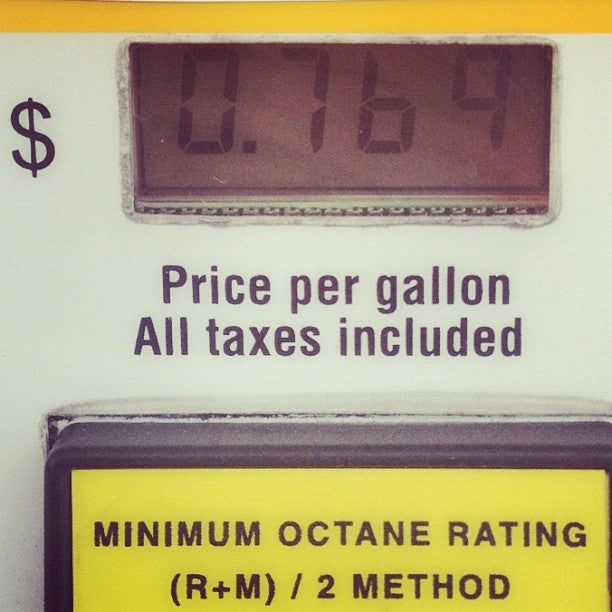 $ 0.769
Price per gallon
All taxes included
MINIMUM OCTANE RATING
(R+M) / 2 METHOD